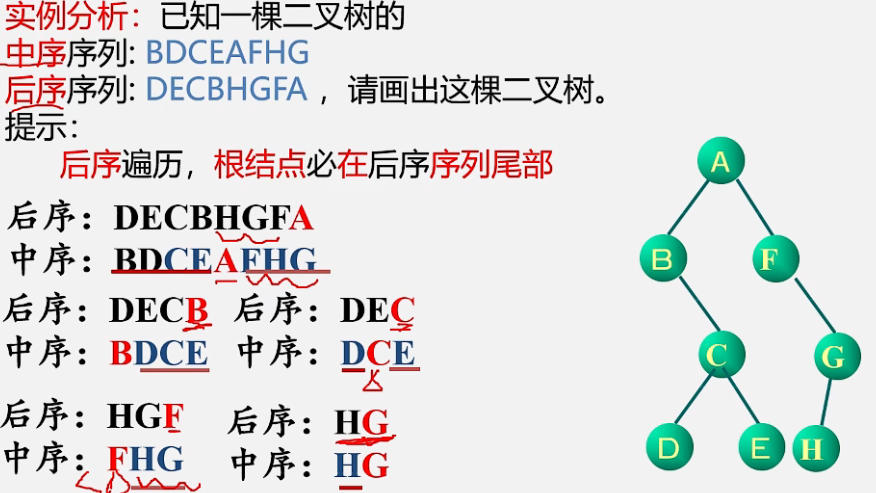 实例分析：已知一棵二叉树的
中序序列: BDCEAFHG
后序序列: DECBHGFA ，请画出这棵二叉树。
提示：
后序遍历，根结点必在后序序列尾部
后序：DECBHGFA
中序：BDCEAFHG
后序：DECB 后序：DEC
中序：BDCE 中序：DCE
后序：HGF 后序：HG
中序：FHG 中序：HG
A
B F
C G
D E H